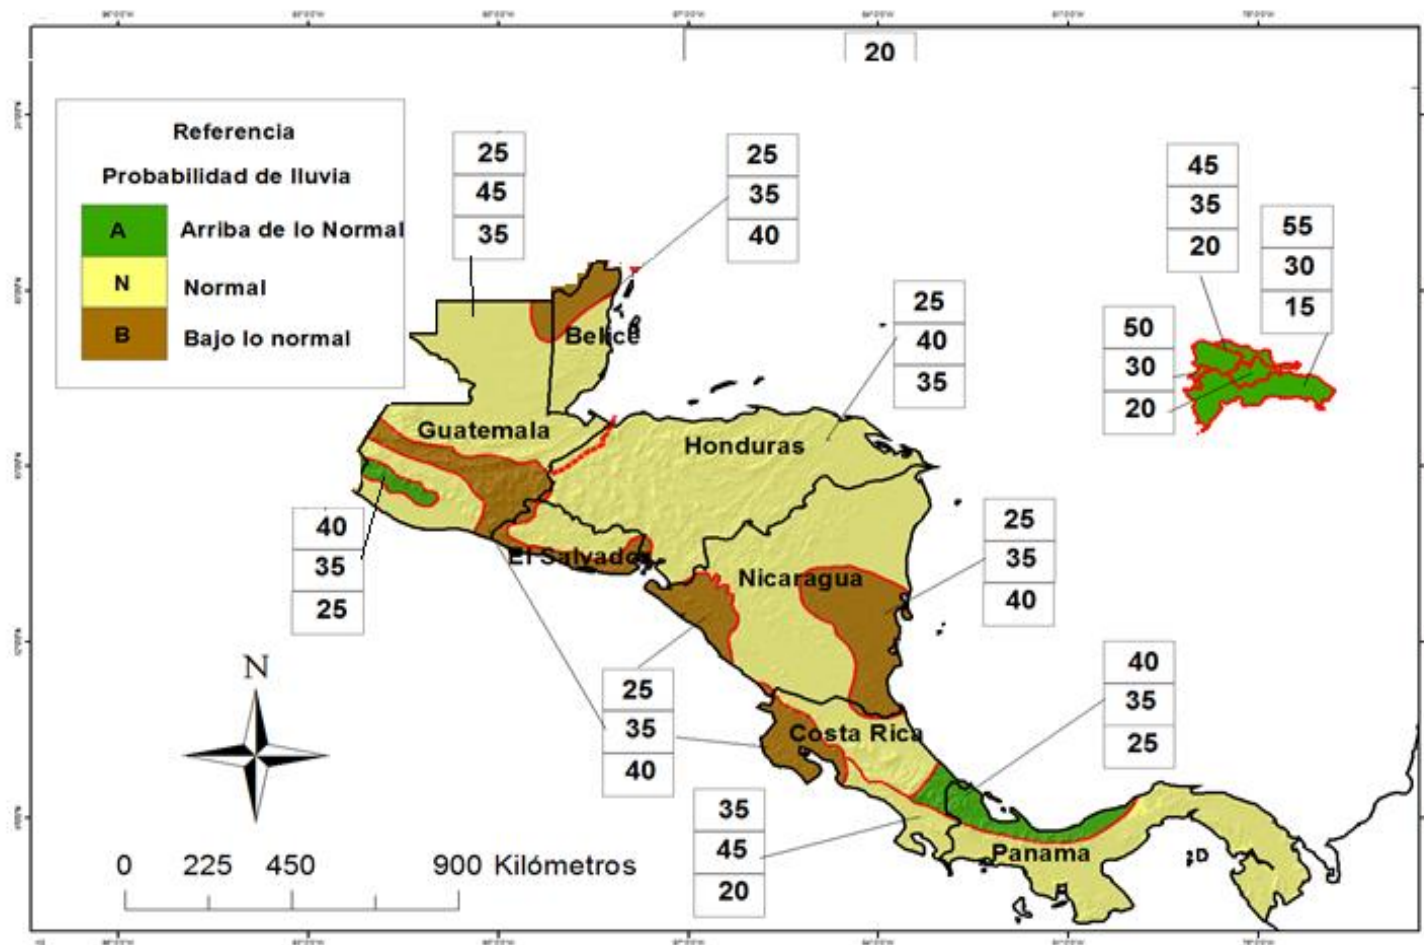 20
Referencia
Probabilidad de lluvia
A Arriba de lo Normal
N Normal
B Bajo lo normal
25
45
35
25
35
40
45
35
20
55
30
15
50
30
20
25
40
35
Belice
Guatemala
Honduras
40
35
25
El Salvador
Nicaragua
25
35
40
N
25
35
40
Costa Rica
40
35
25
35
45
20
Panama
0 225 450 900 Kilómetros